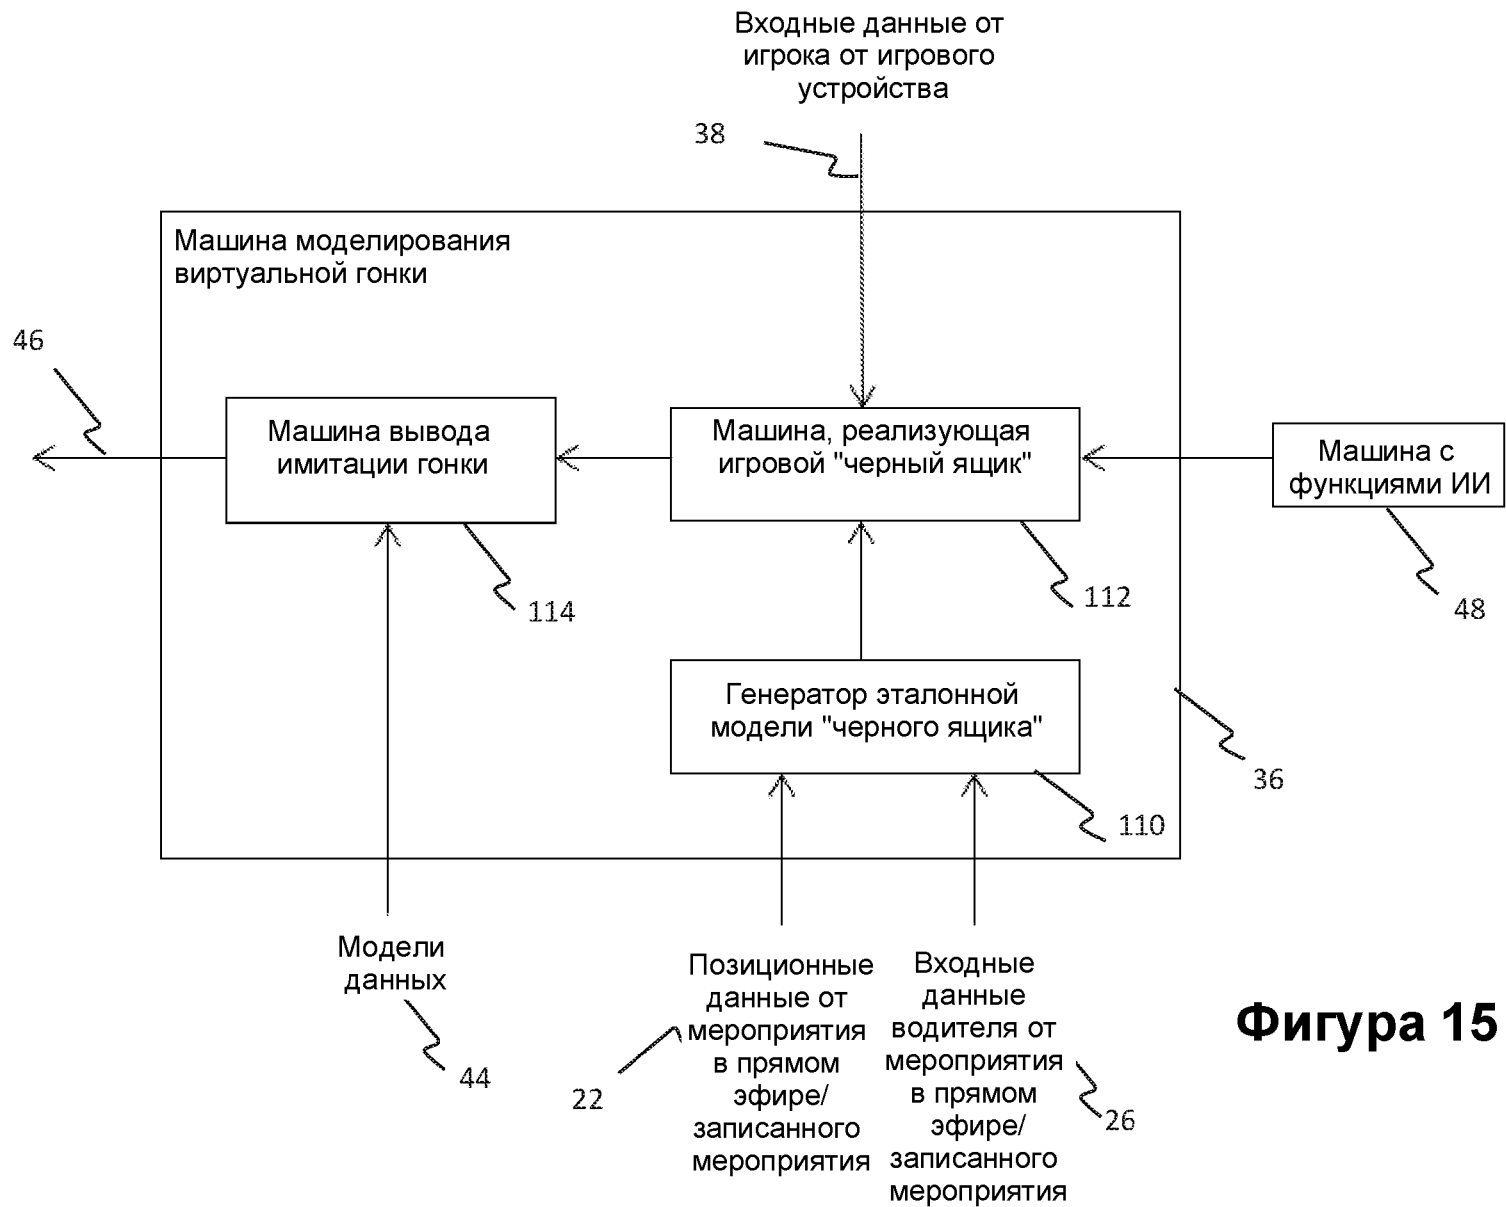 Входные данные от
игрока от игрового
устройства
38
Машина моделирования
виртуальной гонки
46
Машина вывода
имитации гонки
Машина, реализующая
игровой "черный ящик"
Машина с
функциями ИИ
114
112
48
Генератор эталонной
модели "черного ящика"
36
110
Модели
данных
44
Позиционные
данные от
мероприятия
в прямом
эфире/
записанного
мероприятия
22
Входные
данные
водителя от
мероприятия
в прямом
эфире/
записанного
мероприятия
26
Фигура 15